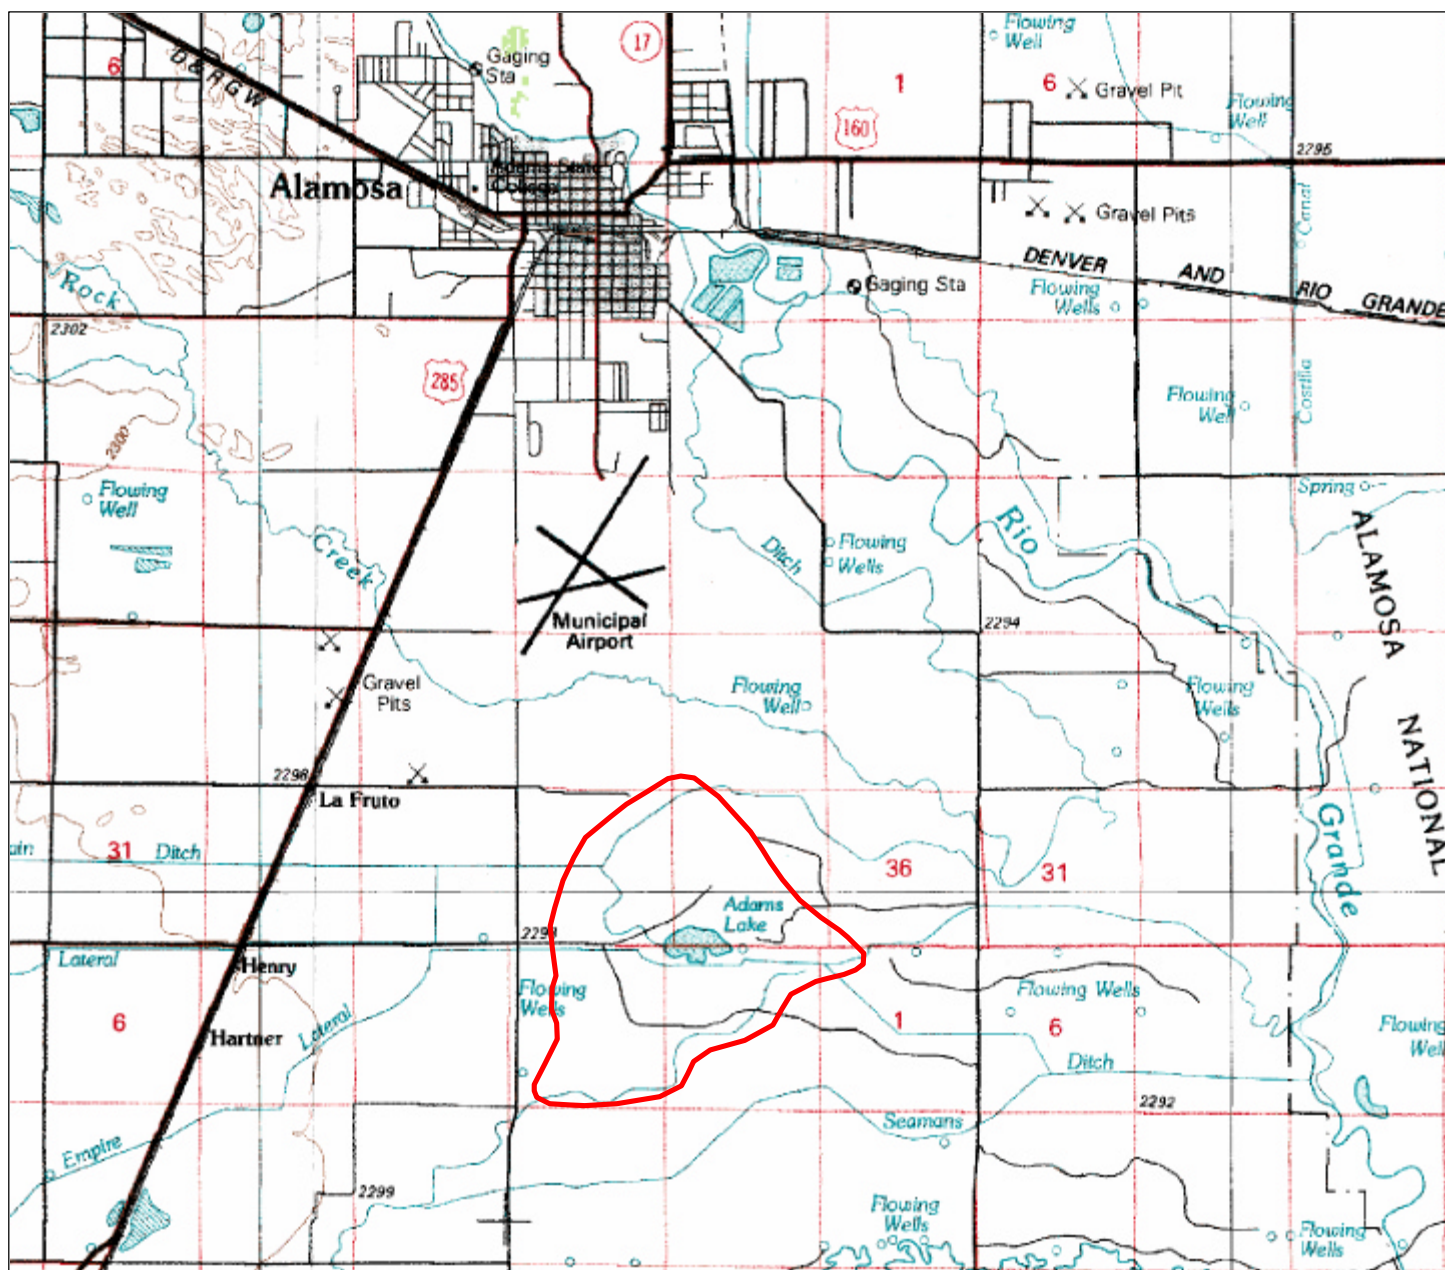 Flowing
Well
17
Gaging
Sta
6
D & R G W
1
6
Gravel Pit
Flowing
Well
160
2295
Adams State
College
Alamosa
Gravel Pits
Canal
Rock
DENVER AND RIO GRANDE
Gaging Sta
Flowing
Wells
2302
285
Flowing
Well
Costilla
2300
Flowing
Well
Spring
ALAMOSA
Rio
Creek
Ditch
Flowing
Wells
Municipal
Airport
2294
Gravel
Pits
Flowing
Well
Flowing
Wells
NATIONAL
2298
La Fruto
Grande
31
Ditch
36
31
Adams
Lake
2293
Lateral
Henry
Flowing
Wells
Flowing Wells
6
Hartner
Lateral
1
6
Flowing
Well
Ditch
2292
Seamans
Empire
2299
Flowing
Wells
Flowing
Wells